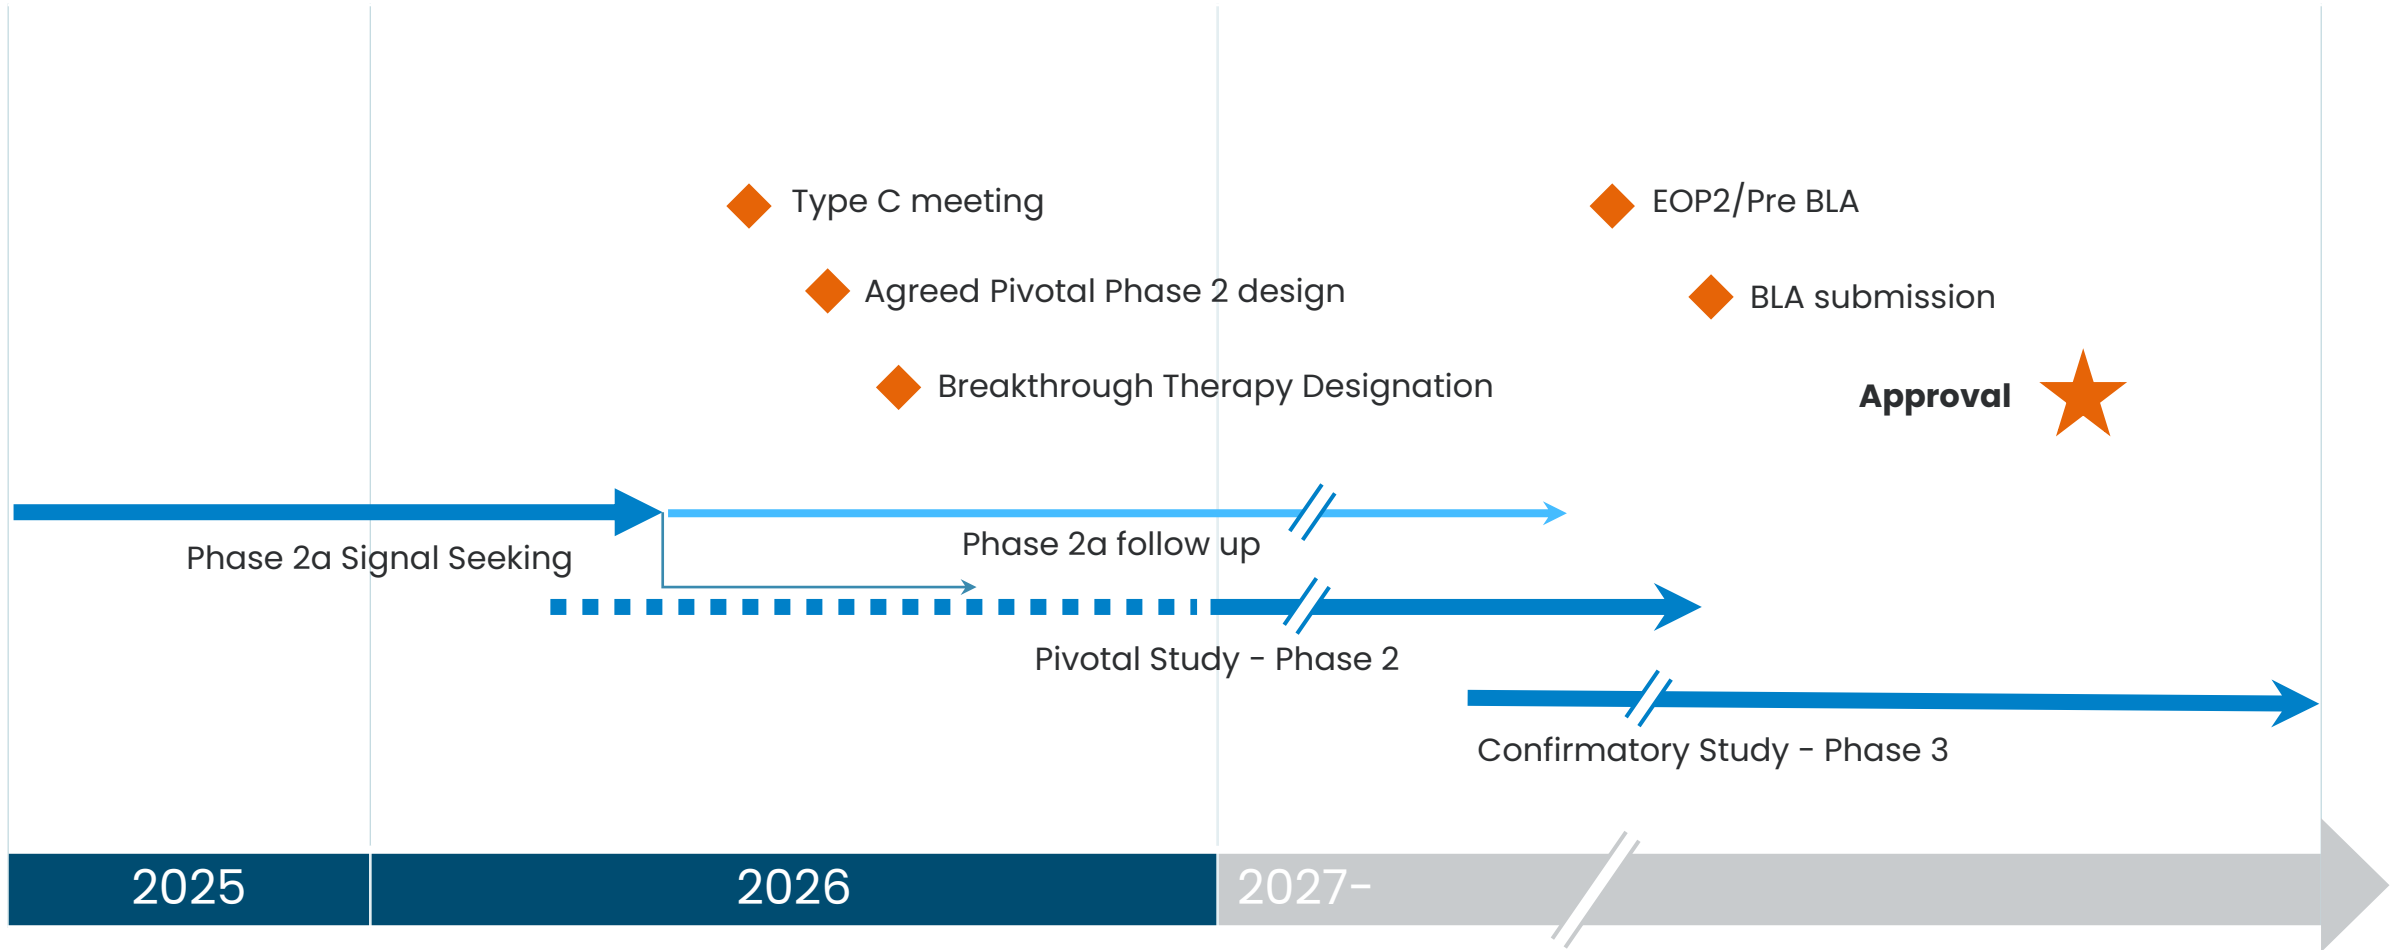 Type C meeting
EOP2/Pre BLA
Agreed Pivotal Phase 2 design
BLA submission
Breakthrough Therapy Designation
Approval
Phase 2a follow up
Phase 2a Signal Seeking
Pivotal Study - Phase 2
Confirmatory Study - Phase 3
2025
2026
2027-